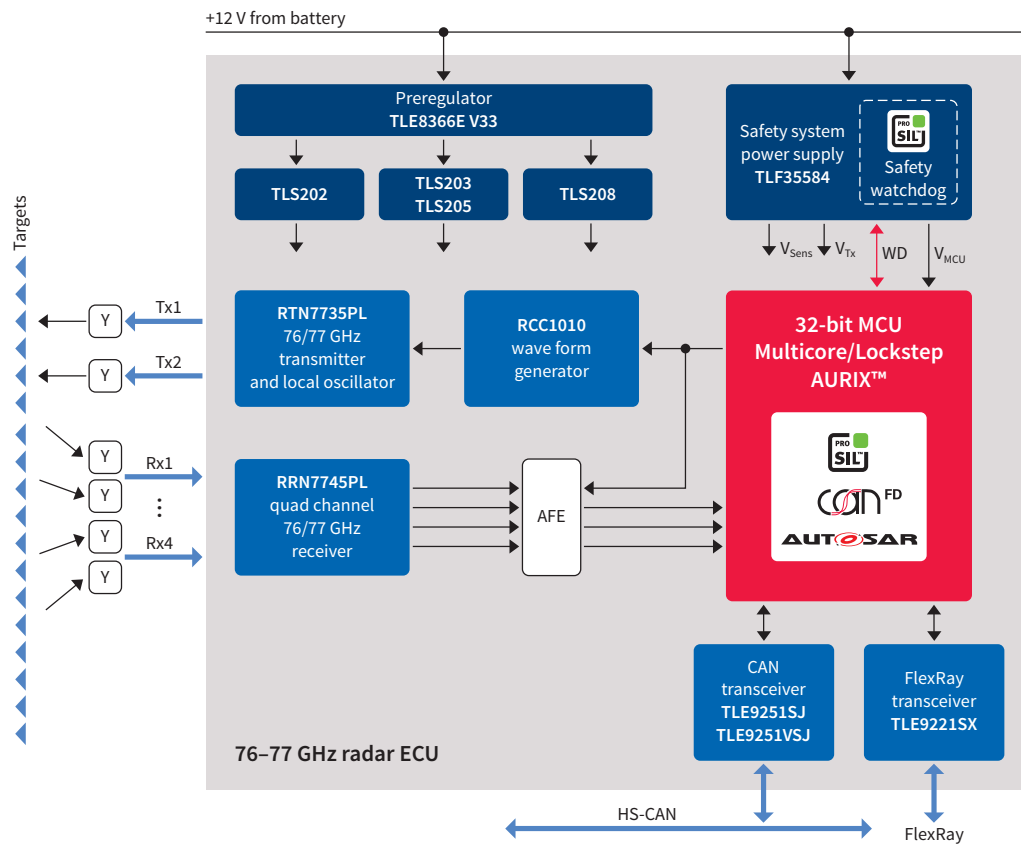 +12 V from battery
Preregulator
TLE8366E V33
TLS202
TLS203
TLS205
TLS208
Safety system
power supply
TLF35584
PRO
SIL™
Safety
watchdog
VSens
VTx
WD
VMCU
Targets
Tx1
Y
Tx2
Y
Y
Rx1
Y
Y
Rx4
Y
RTN7735PL
76/77 GHz
transmitter
and local oscillator
RCC1010
wave form
generator
32-bit MCU
Multicore/Lockstep
AURIX™
PRO
SIL™
CAN FD
AUTOSAR
RRN7745PL
quad channel
76/77 GHz
receiver
AFE
CAN
transceiver
TLE9251SJ
TLE9251VSJ
FlexRay
transceiver
TLE9221SX
76–77 GHz radar ECU
HS-CAN
FlexRay